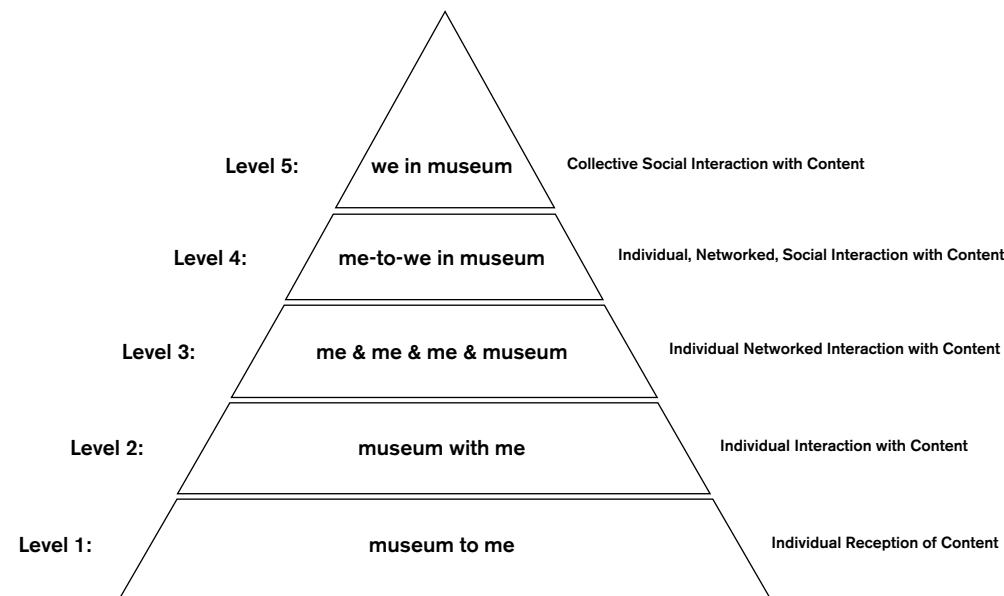 Level 5: we in museum Collective Social Interaction with Content
Level 4: me-to-we in museum Individual, Networked, Social Interaction with Content
Level 3: me & me & me & museum Individual Networked Interaction with Content
Level 2: museum with me Individual Interaction with Content
Level 1: museum to me Individual Reception of Content